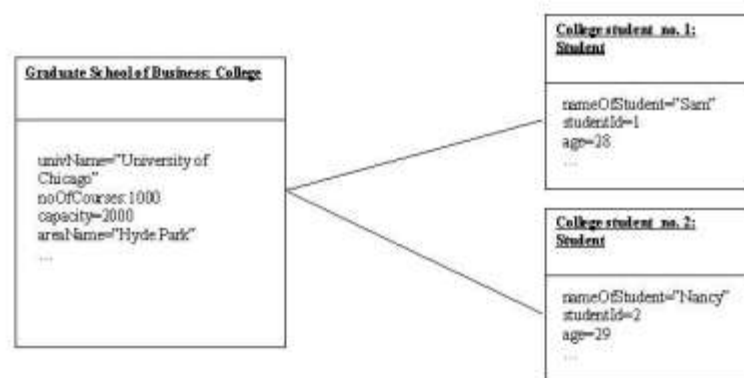 Graduate School of Business: College
univName="University of
Chicago"
noOfCourses:1000
capacity=2000
areaName="Hyde Park"
...
College student no. 1:
Student
nameOfStudent="Sam"
studentId=1
age=28
...
College student no. 2:
Student
nameOfStudent="Nancy"
studentId=2
age=29
...